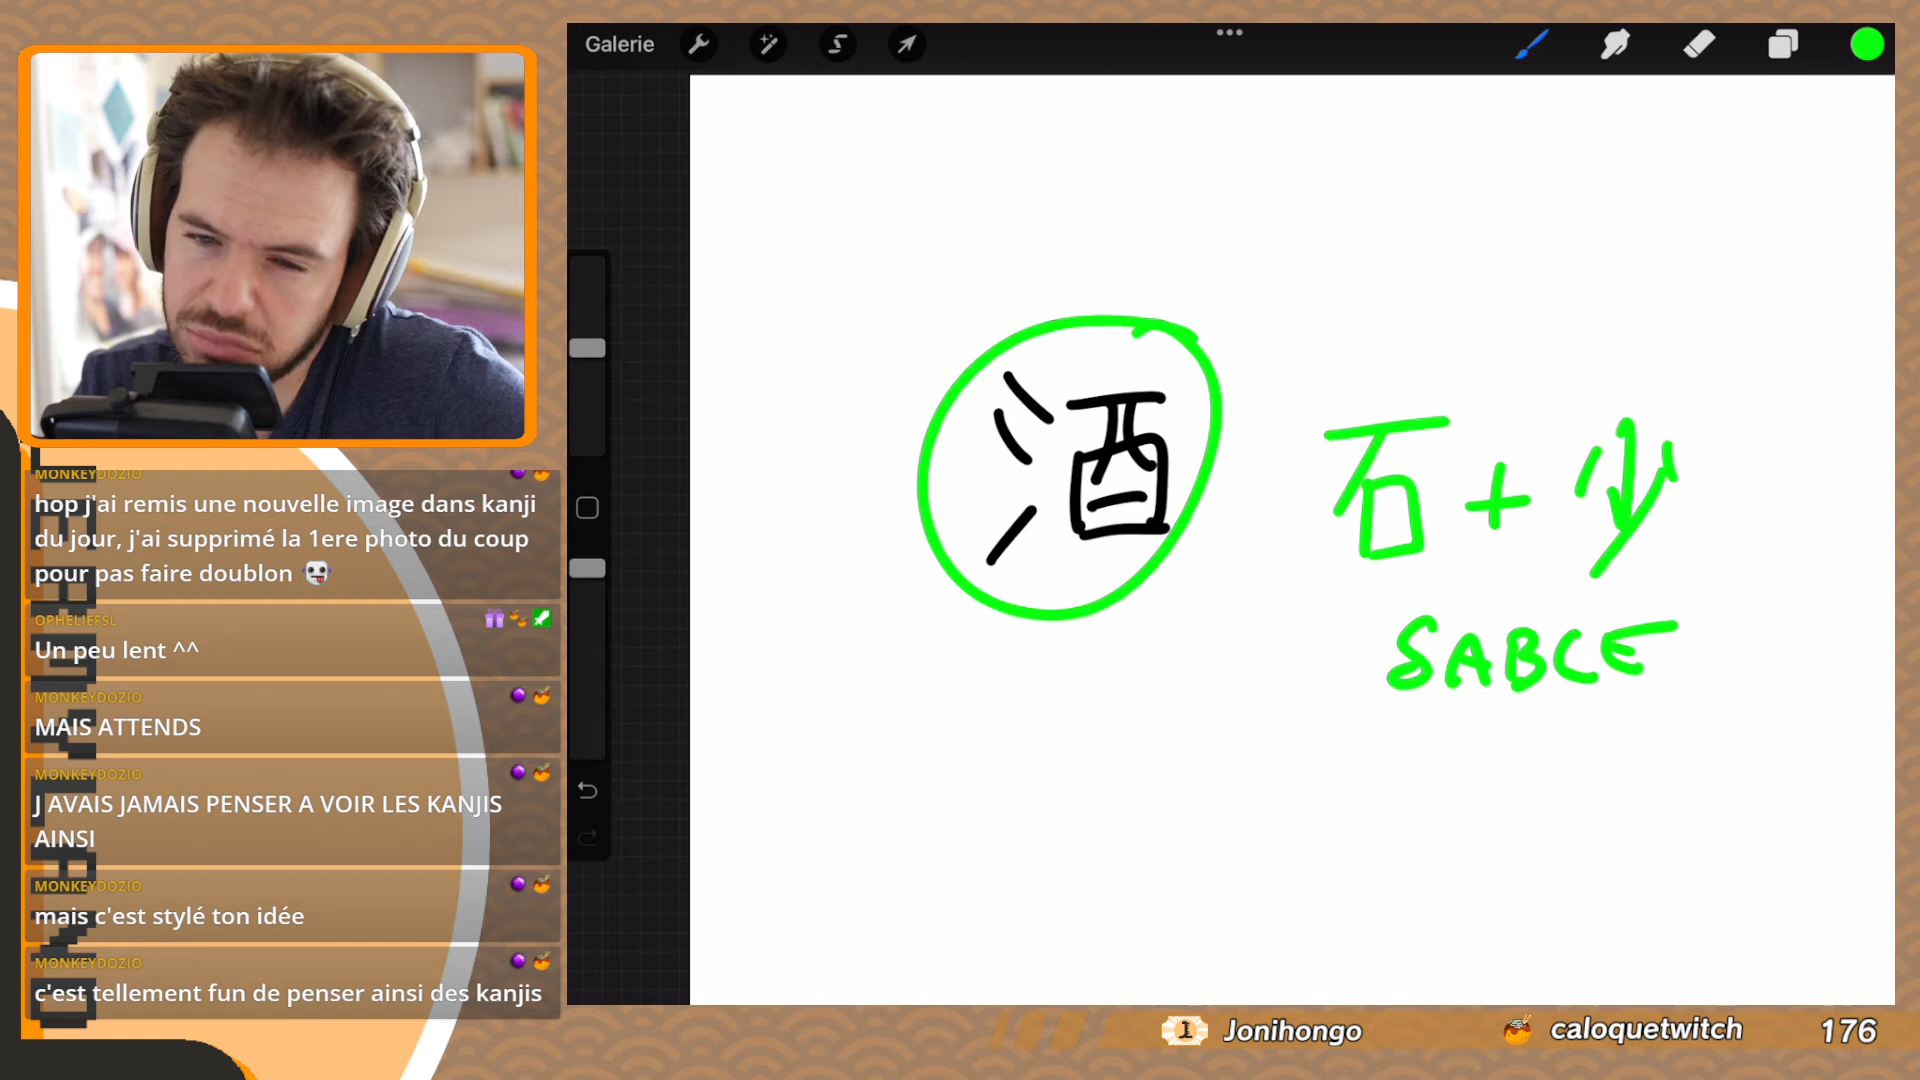 Galerie
酒
石+少
SABLE
MONKEYDOZIO
hop j'ai remis une nouvelle image dans kanji
du jour, j'ai supprimé la 1ere photo du coup
pour pas faire doublon
OPHELIEFSL
Un peu lent ^^
MONKEYDOZIO
MAIS ATTENDS
MONKEYDOZIO
J AVAIS JAMAIS PENSER A VOIR LES KANJIS
AINSI
MONKEYDOZIO
mais c'est stylé ton idée
MONKEYDOZIO
c'est tellement fun de penser ainsi des kanjis
1 Jonihongo
caloquetwitch
176